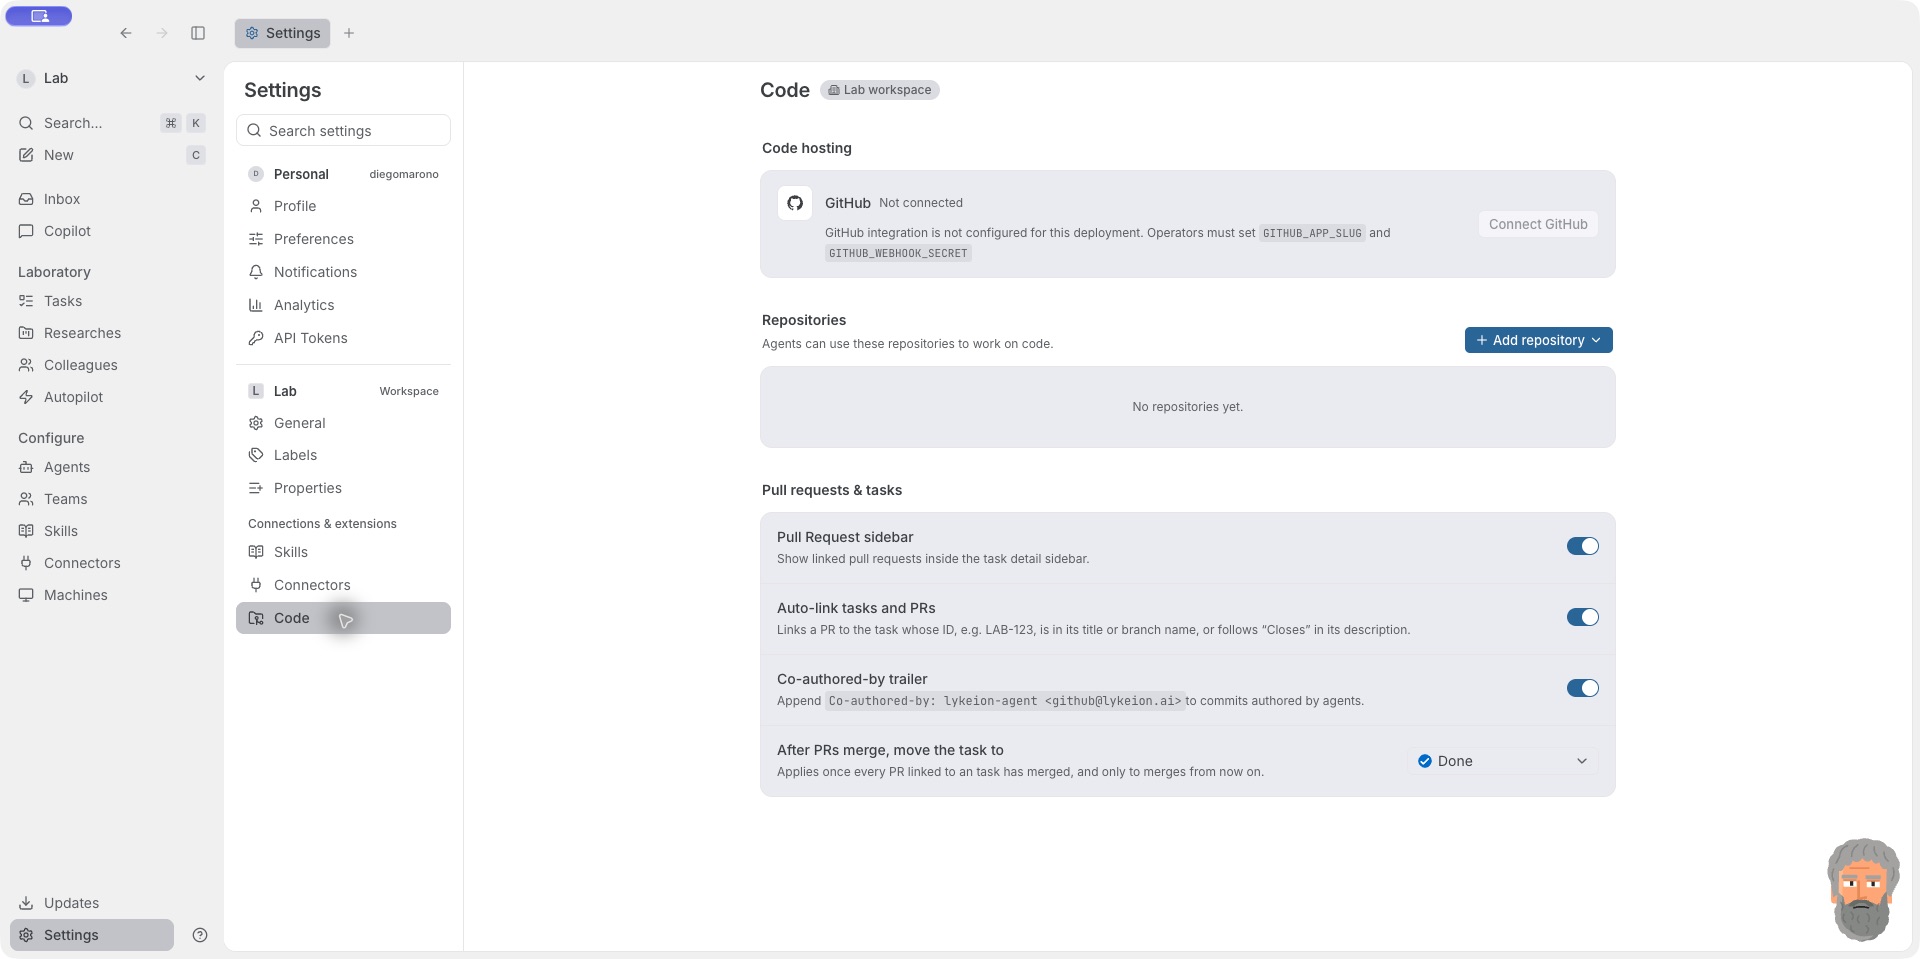 Settings
L Lab
Search... ⌘ K
New C
Inbox
Copilot
Laboratory
Tasks
Researches
Colleagues
Autopilot
Configure
Agents
Teams
Skills
Connectors
Machines
Updates
Settings
Settings
Search settings
D Personal diegomarono
Profile
Preferences
Notifications
Analytics
API Tokens
L Lab Workspace
General
Labels
Properties
Connections & extensions
Skills
Connectors
Code
Code Lab workspace
Code hosting
GitHub Not connected
GitHub integration is not configured for this deployment. Operators must set GITHUB_APP_SLUG and
GITHUB_WEBHOOK_SECRET
Connect GitHub
Repositories
Agents can use these repositories to work on code.
Add repository
No repositories yet.
Pull requests & tasks
Pull Request sidebar
Show linked pull requests inside the task detail sidebar.
Auto-link tasks and PRs
Links a PR to the task whose ID, e.g. LAB-123, is in its title or branch name, or follows “Closes” in its description.
Co-authored-by trailer
Append Co-authored-by: lykeion-agent <github@lykeion.ai> to commits authored by agents.
After PRs merge, move the task to
Applies once every PR linked to an task has merged, and only to merges from now on.
Done